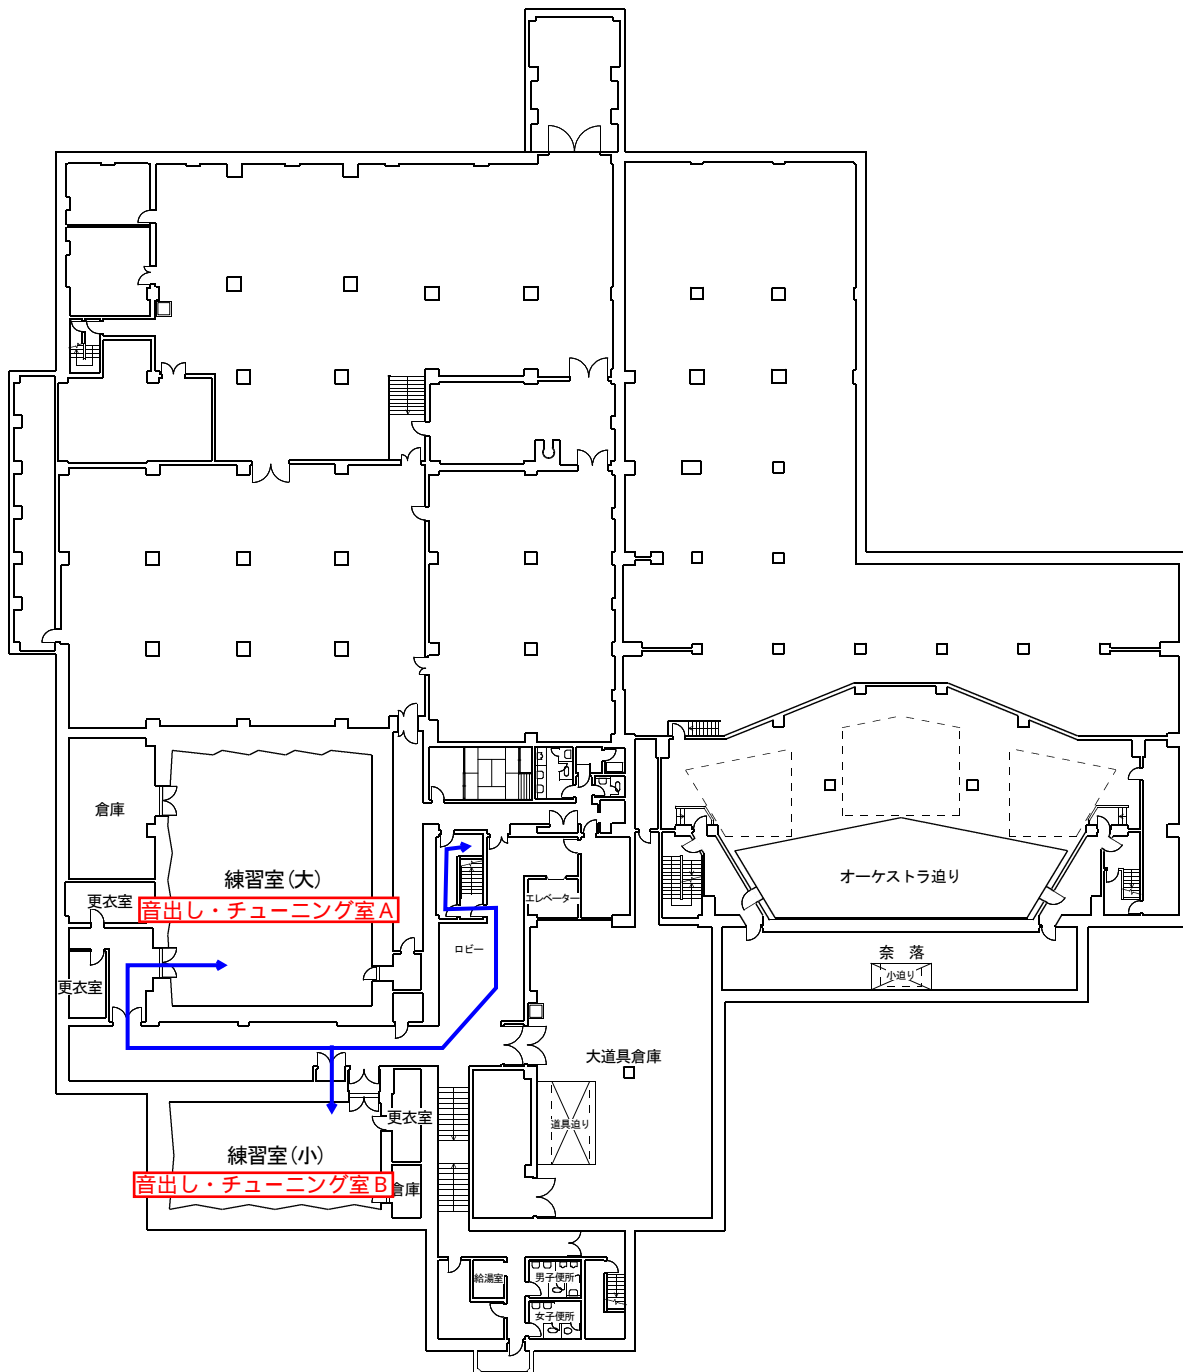 倉庫
練習室(大)
更衣室
音出し・チューニング室A
更衣室
エレベーター
ロビー
オーケストラ迫り
奈 落
小迫り
大道具倉庫
道具迫り
更衣室
練習室(小)
音出し・チューニング室B
倉庫
給湯室
男子便所
女子便所